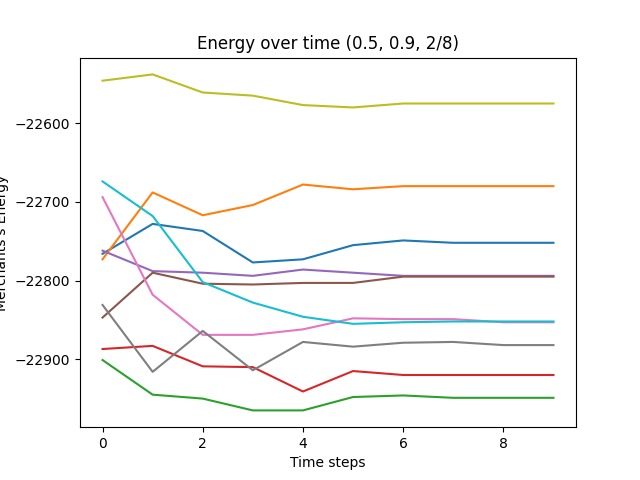 Energy over time (0.5, 0.9, 2/8)
−22600
−22700
−22800
−22900
Merchants's Energy
0 2 4 6 8
Time steps